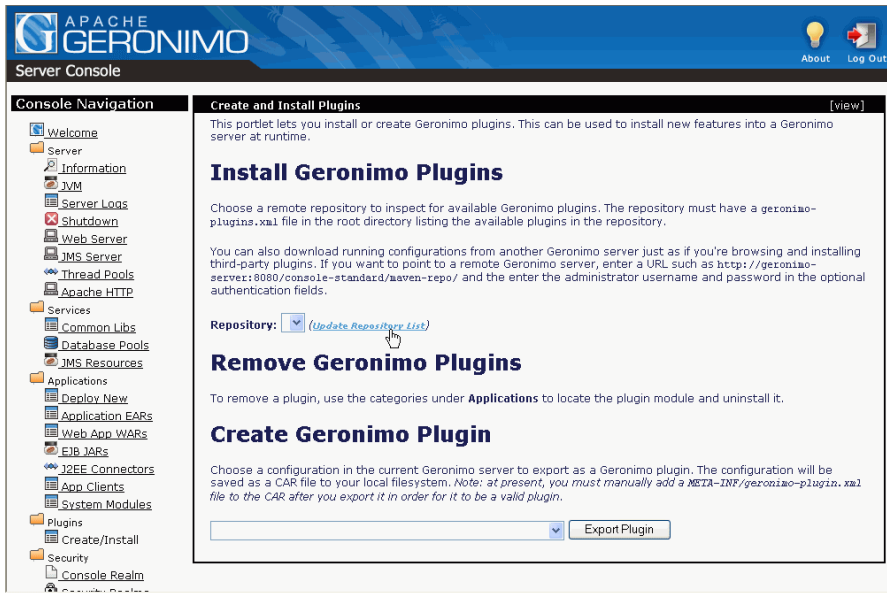 APACHE
GERONIMO
About
Log Out
Server Console
Console Navigation
Welcome
Server
Information
JVM
Server Logs
Shutdown
Web Server
JMS Server
Thread Pools
Apache HTTP
Services
Common Libs
Database Pools
JMS Resources
Applications
Deploy New
Application EARs
Web App WARs
EJB JARs
J2EE Connectors
App Clients
System Modules
Plugins
Create/Install
Security
Console Realm
Security Realms
Create and Install Plugins [view]
This portlet lets you install or create Geronimo plugins. This can be used to install new features into a Geronimo
server at runtime.
Install Geronimo Plugins
Choose a remote repository to inspect for available Geronimo plugins. The repository must have a geronimo-
plugins.xml file in the root directory listing the available plugins in the repository.
You can also download running configurations from another Geronimo server just as if you're browsing and installing
third-party plugins. If you want to point to a remote Geronimo server, enter a URL such as http://geronimo-
server:8080/console-standard/maven-repo/ and the enter the administrator username and password in the optional
authentication fields.
Repository: (Update Repository List)
Remove Geronimo Plugins
To remove a plugin, use the categories under Applications to locate the plugin module and uninstall it.
Create Geronimo Plugin
Choose a configuration in the current Geronimo server to export as a Geronimo plugin. The configuration will be
saved as a CAR file to your local filesystem. Note: at present, you must manually add a META-INF/geronimo-plugin.xml
file to the CAR after you export it in order for it to be a valid plugin.
Export Plugin